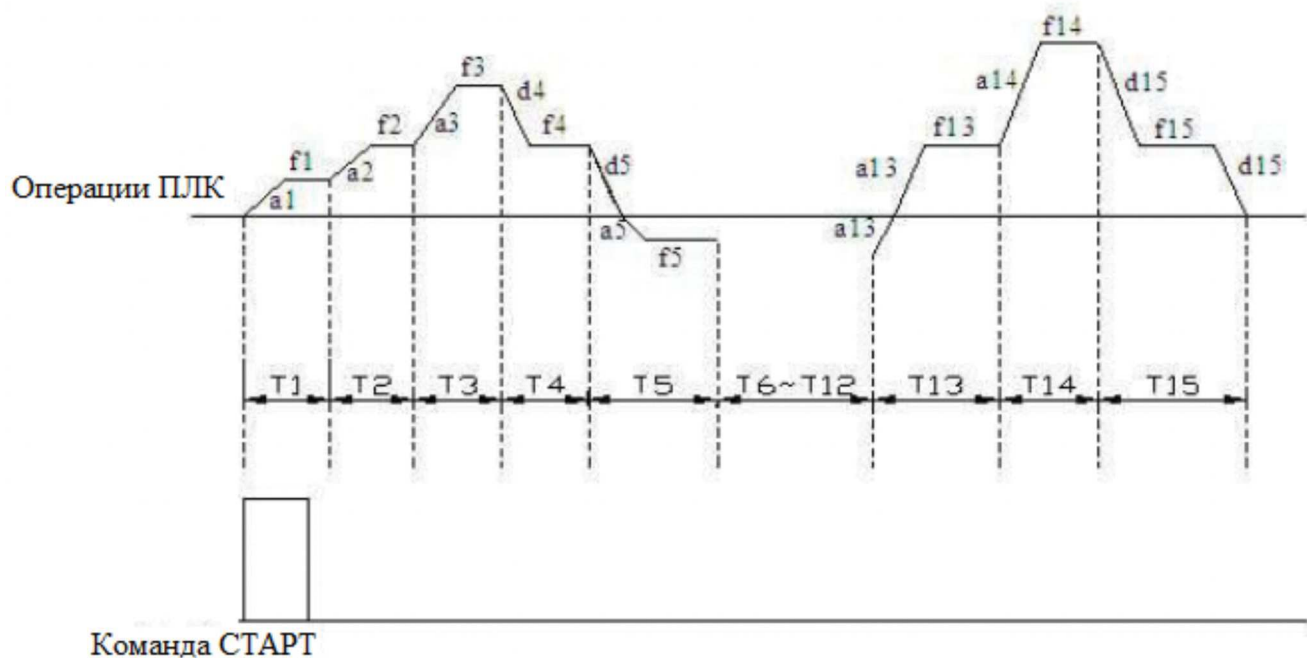 f14
f3
a14
d15
d4
f2
f4
f13
f15
a3
f1
a2
d5
a13
d15
Операции ПЛК
a1
a5
a13
f5
T1 T2 T3 T4 T5 T6~T12 T13 T14 T15
Команда СТАРТ